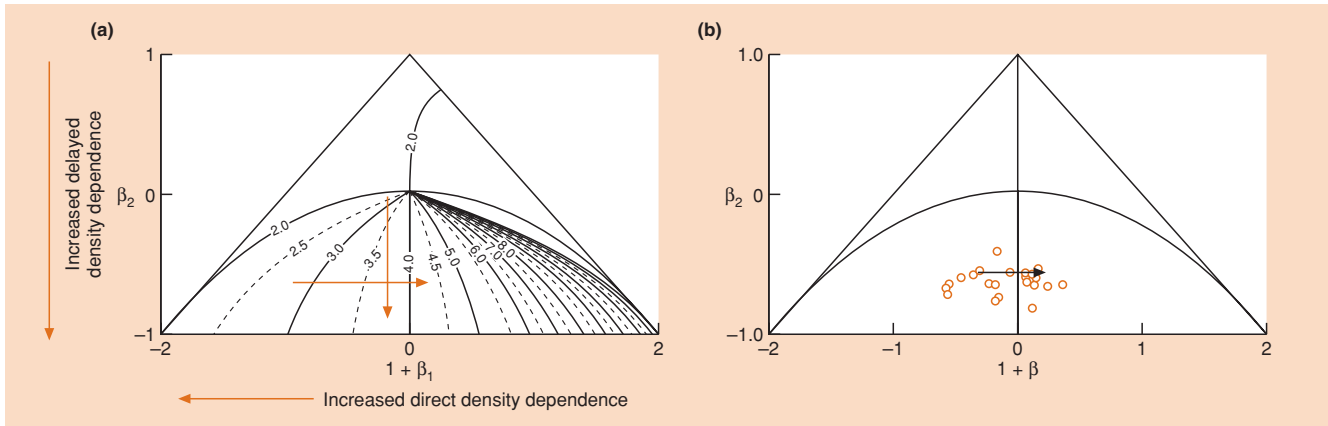 (a)
Increased delayed
density dependence
1
β₂ 0
–1
2.0
2.0
2.5
3.0
3.5
4.0
4.5
5.0
6.0
7.0
8.0
–2
0
2
1 + β₁
Increased direct density dependence
(b)
1.0
β₂ 0
–1.0
–2
–1
0
1
2
1 + β